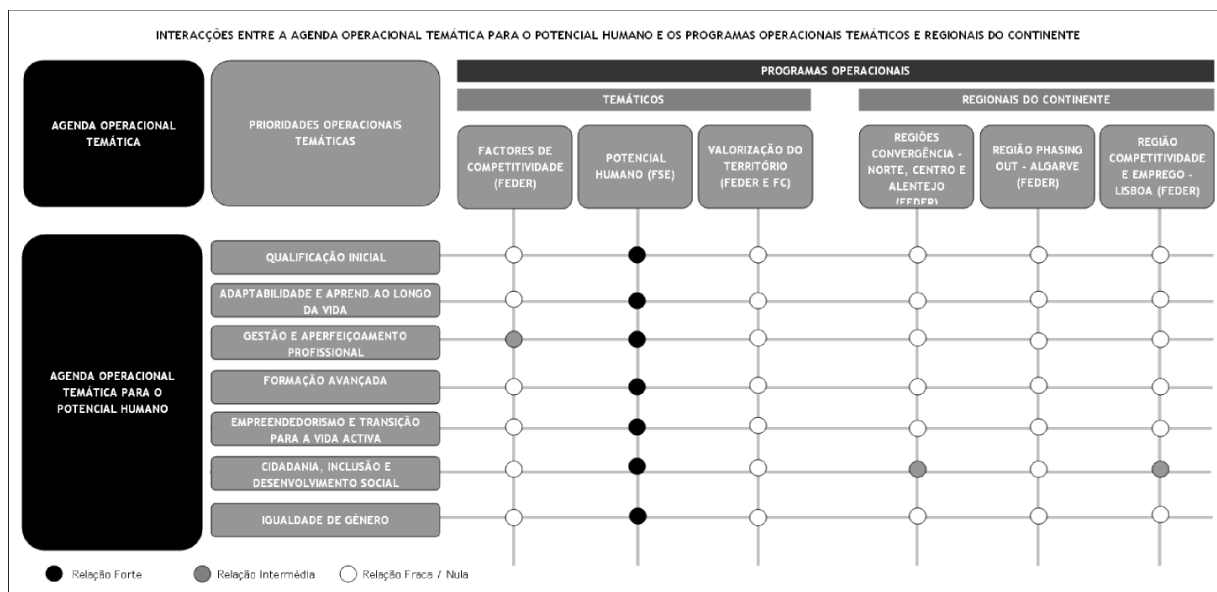 INTERACÇÕES ENTRE A AGENDA OPERACIONAL TEMÁTICA PARA O POTENCIAL HUMANO E OS PROGRAMAS OPERACIONAIS TEMÁTICOS E REGIONAIS DO CONTINENTE
AGENDA OPERACIONAL
TEMÁTICA
PRIORIDADES OPERACIONAIS
TEMÁTICAS
PROGRAMAS OPERACIONAIS
TEMÁTICOS
REGIONAIS DO CONTINENTE
FACTORES DE
COMPETITIVIDADE
(FEDER)
POTENCIAL
HUMANO (FSE)
VALORIZAÇÃO DO
TERRITÓRIO
(FEDER E FC)
REGIÕES
CONVERGÊNCIA -
NORTE, CENTRO E
ALENTEJO
(FEDER)
REGIÃO PHASING
OUT - ALGARVE
(FEDER)
REGIÃO
COMPETITIVIDADE
E EMPREGO -
LISBOA (FEDER)
AGENDA OPERACIONAL
TEMÁTICA PARA O
POTENCIAL HUMANO
QUALIFICAÇÃO INICIAL
ADAPTABILIDADE E APREND.AO LONGO
DA VIDA
GESTÃO E APERFEIÇOAMENTO
PROFISSIONAL
FORMAÇÃO AVANÇADA
EMPREENDEDORISMO E TRANSIÇÃO
PARA A VIDA ACTIVA
CIDADANIA, INCLUSÃO E
DESENVOLVIMENTO SOCIAL
IGUALDADE DE GÉNERO
Relação Forte
Relação Intermédia
Relação Fraca / Nula